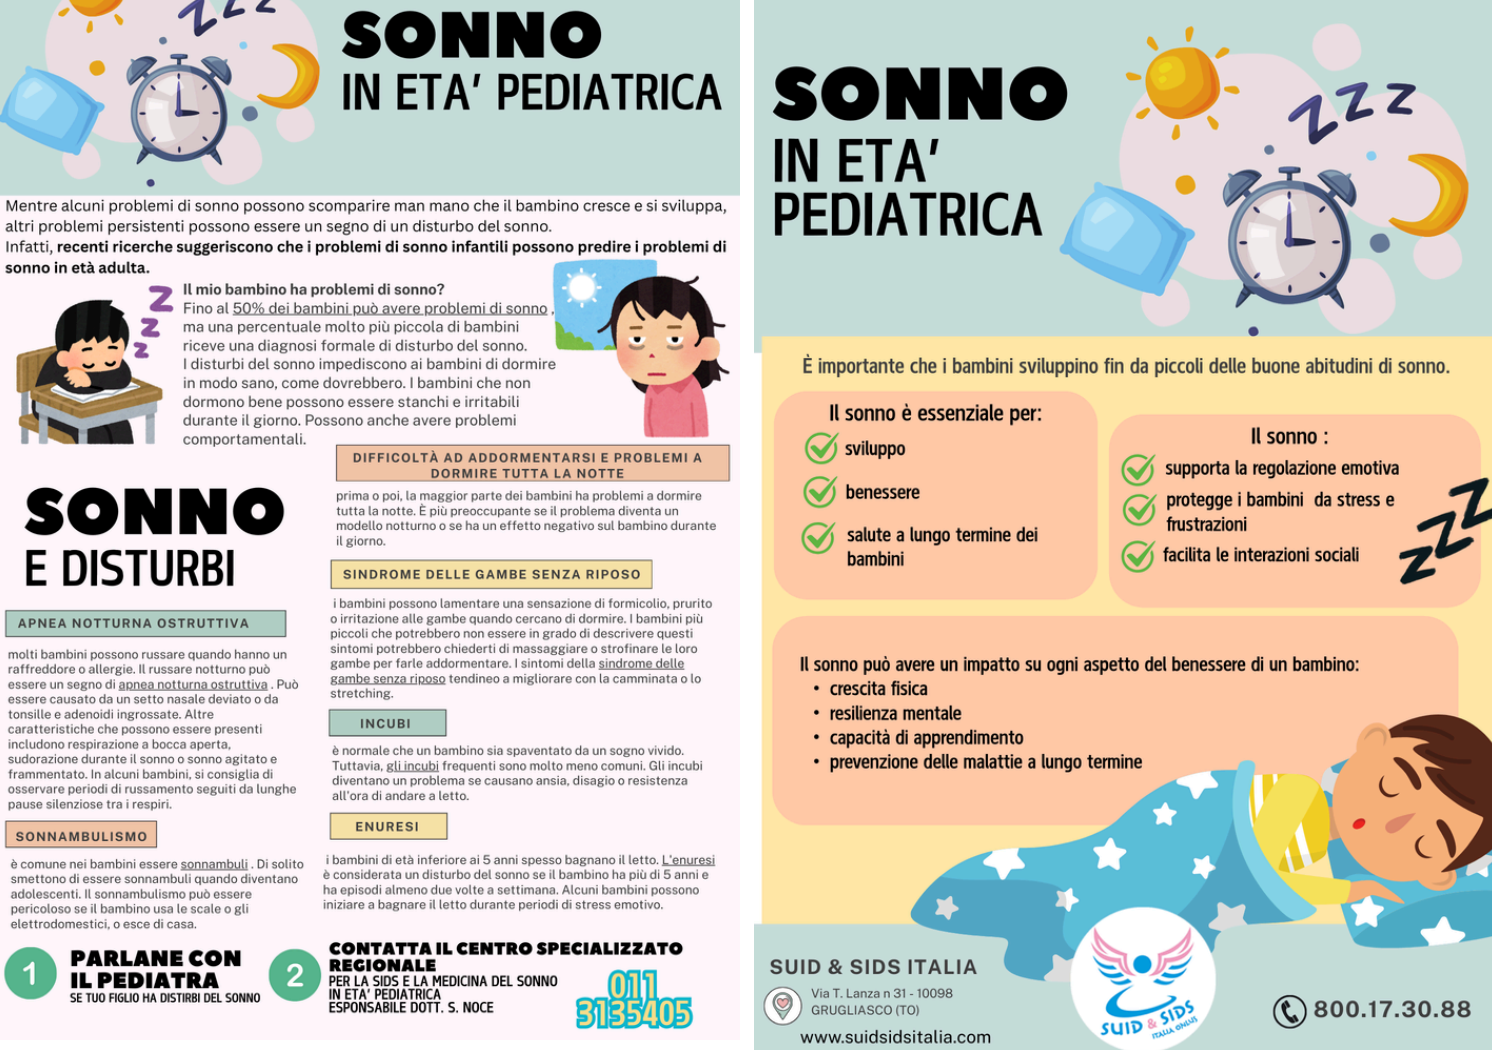 SONNO
IN ETA' PEDIATRICA
Mentre alcuni problemi di sonno possono scomparire man mano che il bambino cresce e si sviluppa,
altri problemi persistenti possono essere un segno di un disturbo del sonno.
Infatti, recenti ricerche suggeriscono che i problemi di sonno infantili possono predire i problemi di
sonno in età adulta.
Il mio bambino ha problemi di sonno?
Fino al 50% dei bambini può avere problemi di sonno ,
ma una percentuale molto più piccola di bambini
riceve una diagnosi formale di disturbo del sonno.
I disturbi del sonno impediscono ai bambini di dormire
in modo sano, come dovrebbero. I bambini che non
dormono bene possono essere stanchi e irritabili
durante il giorno. Possono anche avere problemi
comportamentali.
SONNO
E DISTURBI
APNEA NOTTURNA OSTRUTTIVA
molti bambini possono russare quando hanno un
raffreddore o allergie. Il russare notturno può
essere un segno di apnea notturna ostruttiva . Può
essere causato da un setto nasale deviato o da
tonsille e adenoidi ingrossate. Altre
caratteristiche che possono essere presenti
includono respirazione a bocca aperta,
sudorazione durante il sonno o sonno agitato e
frammentato. In alcuni bambini, si consiglia di
osservare periodi di russamento seguiti da lunghe
pause silenziose tra i respiri.
SONNAMBULISMO
è comune nei bambini essere sonnambuli . Di solito
smettono di essere sonnambuli quando diventano
adolescenti. Il sonnambulismo può essere
pericoloso se il bambino usa le scale o gli
elettrodomestici, o esce di casa.
DIFFICOLTÀ AD ADDORMENTARSI E PROBLEMI A
DORMIRE TUTTA LA NOTTE
prima o poi, la maggior parte dei bambini ha problemi a dormire
tutta la notte. È più preoccupante se il problema diventa un
modello notturno o se ha un effetto negativo sul bambino durante
il giorno.
SINDROME DELLE GAMBE SENZA RIPOSO
i bambini possono lamentare una sensazione di formicolio, prurito
o irritazione alle gambe quando cercano di dormire. I bambini più
piccoli che potrebbero non essere in grado di descrivere questi
sintomi potrebbero chiederti di massaggiare o strofinare le loro
gambe per farle addormentare. I sintomi della sindrome delle
gambe senza riposo tendineo a migliorare con la camminata o lo
stretching.
INCUBI
è normale che un bambino sia spaventato da un sogno vivido.
Tuttavia, gli incubi frequenti sono molto meno comuni. Gli incubi
diventano un problema se causano ansia, disagio o resistenza
all'ora di andare a letto.
ENURESI
i bambini di età inferiore ai 5 anni spesso bagnano il letto. L'enuresi
è considerata un disturbo del sonno se il bambino ha più di 5 anni e
ha episodi almeno due volte a settimana. Alcuni bambini possono
iniziare a bagnare il letto durante periodi di stress emotivo.
1
PARLANE CON
IL PEDIATRA
SE TUO FIGLIO HA DISTIRBI DEL SONNO
2
CONTATTA IL CENTRO SPECIALIZZATO
REGIONALE
PER LA SIDS E LA MEDICINA DEL SONNO
IN ETA' PEDIATRICA
ESPONSABILE DOTT. S. NOCE
011
3135405
SONNO
IN ETA'
PEDIATRICA
ZZZ
È importante che i bambini sviluppino fin da piccoli delle buone abitudini di sonno.
Il sonno è essenziale per:
sviluppo
benessere
salute a lungo termine dei
bambini
Il sonno :
supporta la regolazione emotiva
protegge i bambini da stress e
frustrazioni
facilita le interazioni sociali
ZZZ
Il sonno può avere un impatto su ogni aspetto del benessere di un bambino:
• crescita fisica
• resilienza mentale
• capacità di apprendimento
• prevenzione delle malattie a lungo termine
SUID & SIDS ITALIA
Via T. Lanza n 31 - 10098
GRUGLIASCO (TO)
www.suidsidsitalia.com
SUID & SIDS
ITALIA ONLUS
800.17.30.88